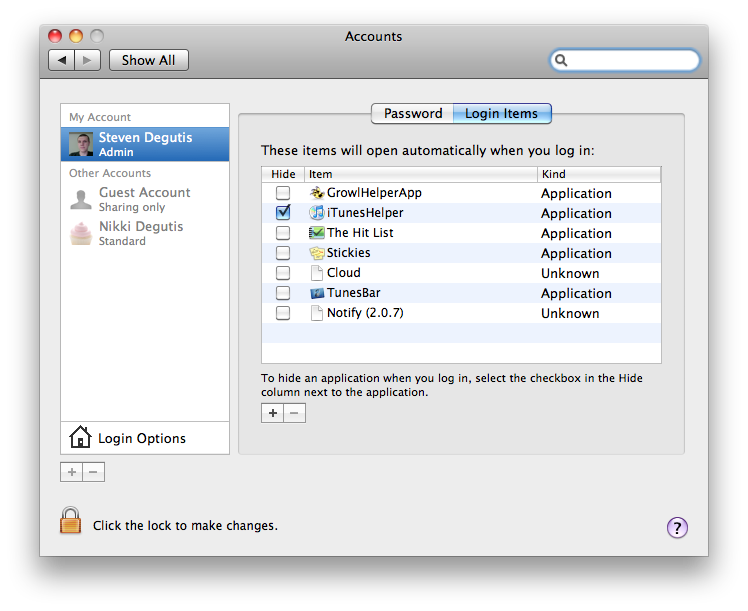 Accounts
Show All
My Account
Steven Degutis
Admin
Other Accounts
Guest Account
Sharing only
Nikki Degutis
Standard
Login Options
Password Login Items
These items will open automatically when you log in:
Hide Item Kind
GrowlHelperApp Application
iTunesHelper Application
The Hit List Application
Stickies Application
Cloud Unknown
TunesBar Application
Notify (2.0.7) Unknown
To hide an application when you log in, select the checkbox in the Hide
column next to the application.
+ −
+ −
Click the lock to make changes.
?